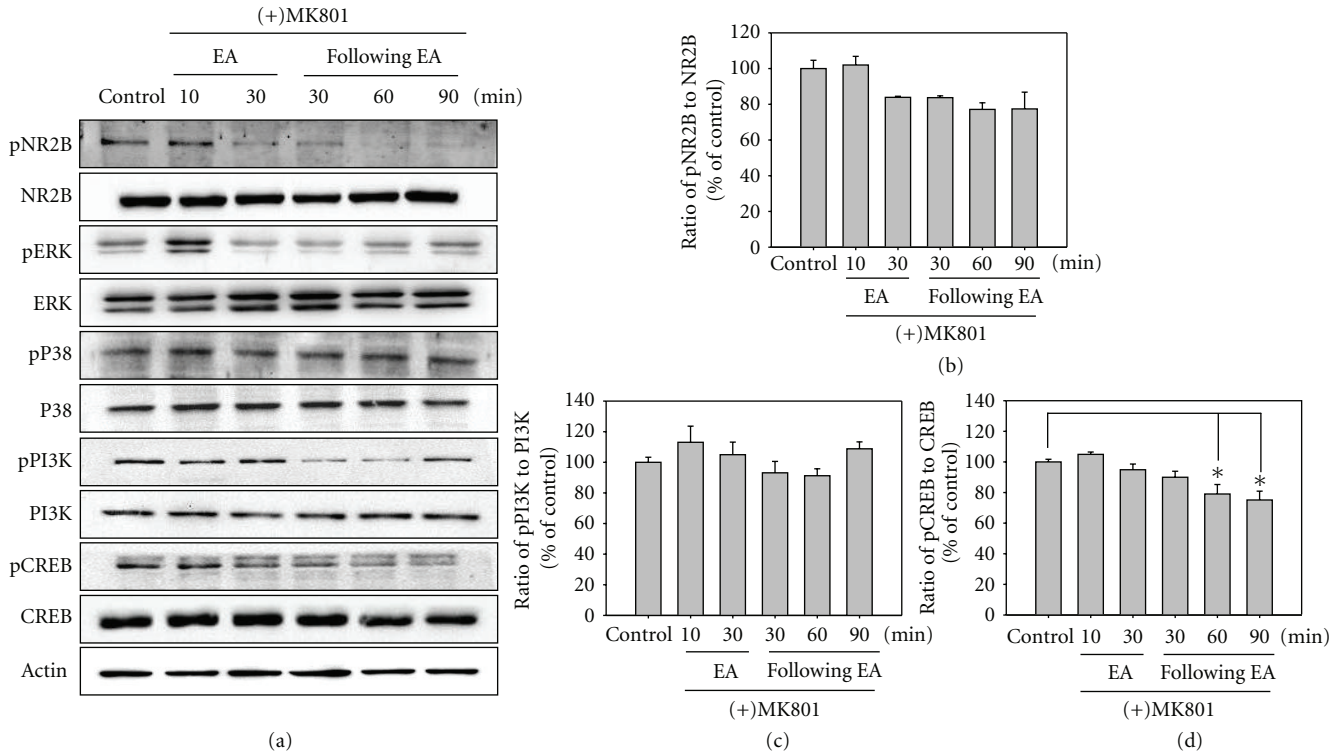 (+)MK801
EA Following EA
Control 10 30 30 60 90 (min)
pNR2B
NR2B
pERK
ERK
pP38
P38
pPI3K
PI3K
pCREB
CREB
Actin
(a)
Ratio of pNR2B to NR2B
(% of control)
120
100
80
60
40
20
0
Control 10 30 30 60 90 (min)
EA Following EA
(+)MK801
(b)
Ratio of pPI3K to PI3K
(% of control)
140
120
100
80
60
40
20
0
Control 10 30 30 60 90 (min)
EA Following EA
(+)MK801
(c)
Ratio of pCREB to CREB
(% of control)
140
120
100
80
60
40
20
0
* *
Control 10 30 30 60 90 (min)
EA Following EA
(+)MK801
(d)